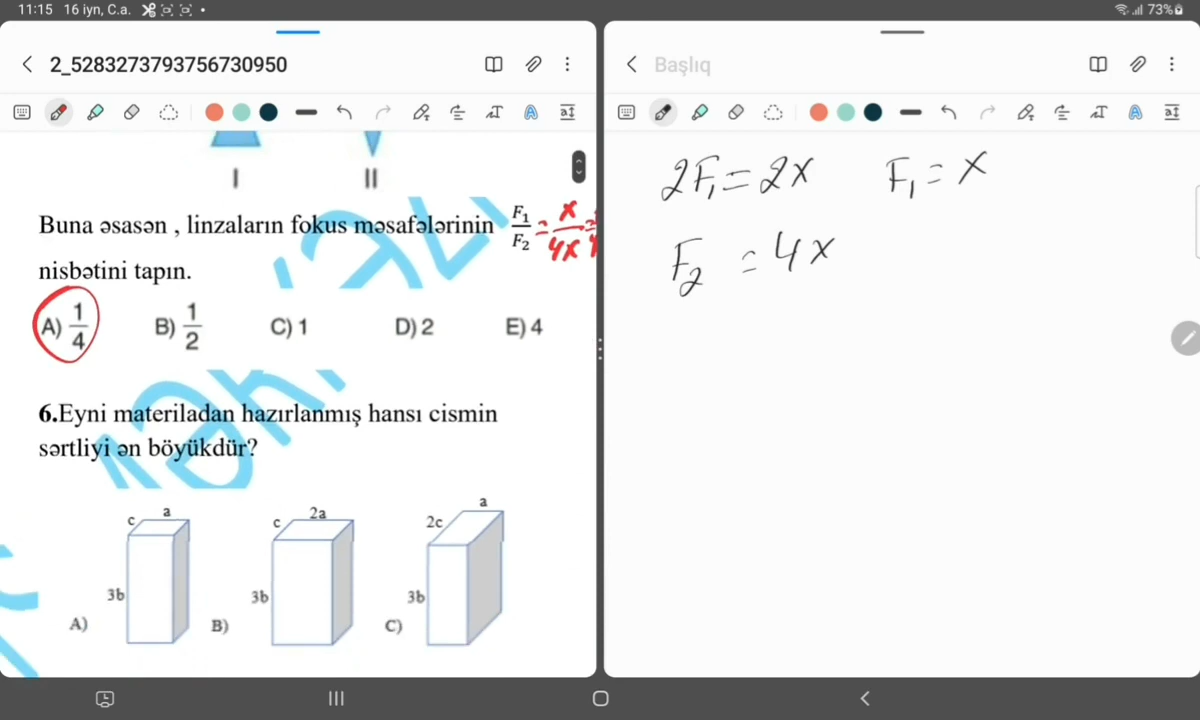 11:15 16 iyn, C.a. 73%
2_5283273793756730950
I II
Buna əsasən , linzaların fokus məsafələrinin F₁/F₂ = x/4x =
nisbətini tapın.
A) 1/4 B) 1/2 C) 1 D) 2 E) 4
6.Eyni materiladan hazırlanmış hansı cismin
sərtliyi ən böyükdür?
c a c 2a 2c a
3b 3b 3b
A) B) C)
Başlıq
2F₁ = 2x F₁ = x
F₂ = 4x